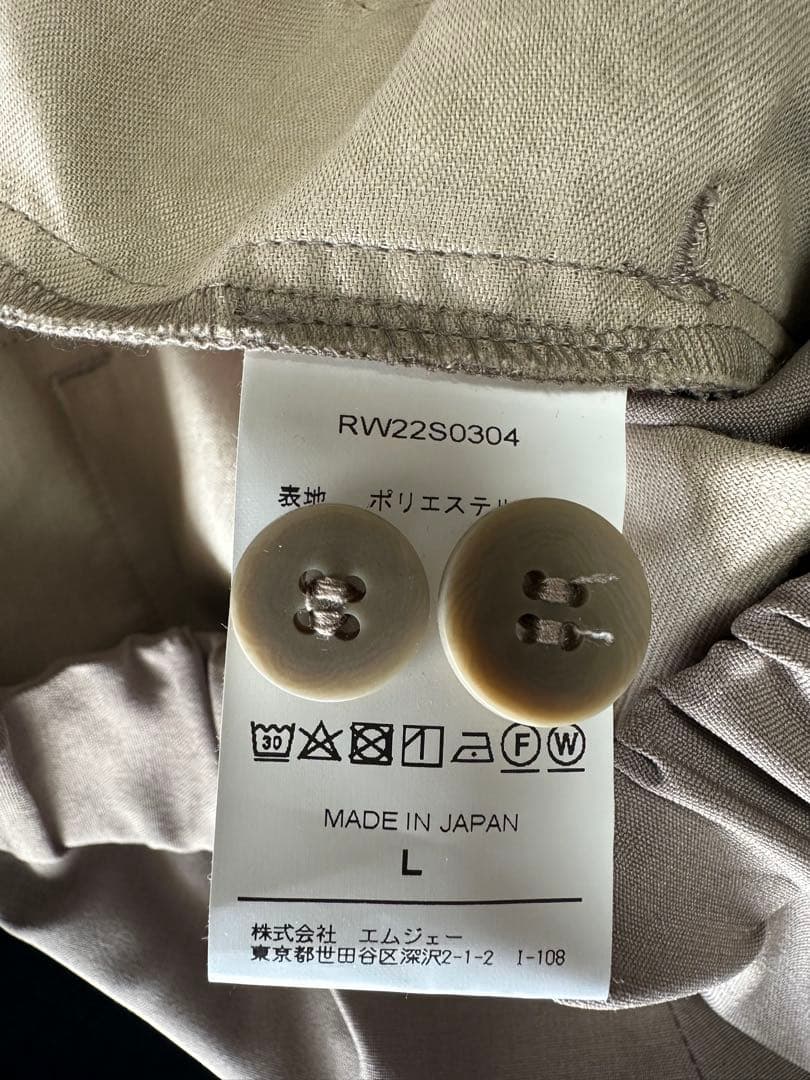 RW22S0304
表地 ポリエステル
30
F W
MADE IN JAPAN
L
株式会社 エムジェー
東京都世田谷区深沢2-1-2 I-108